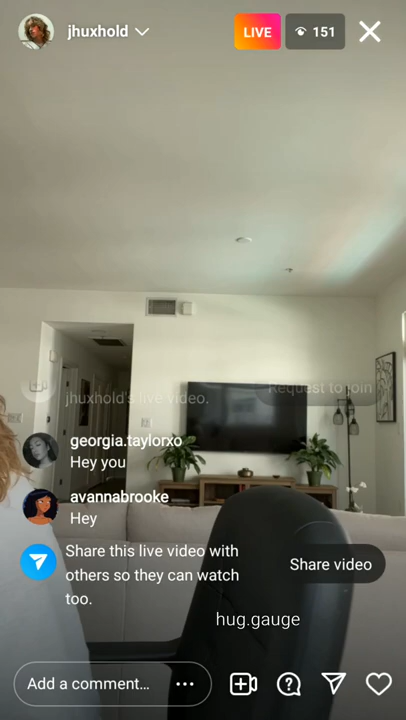 jhuxhold
LIVE
151
jhuxhold's live video.
Request to join
georgia.taylorxo
Hey you
avannabrooke
Hey
Share this live video with
others so they can watch
too.
Share video
hug.gauge
Add a comment...